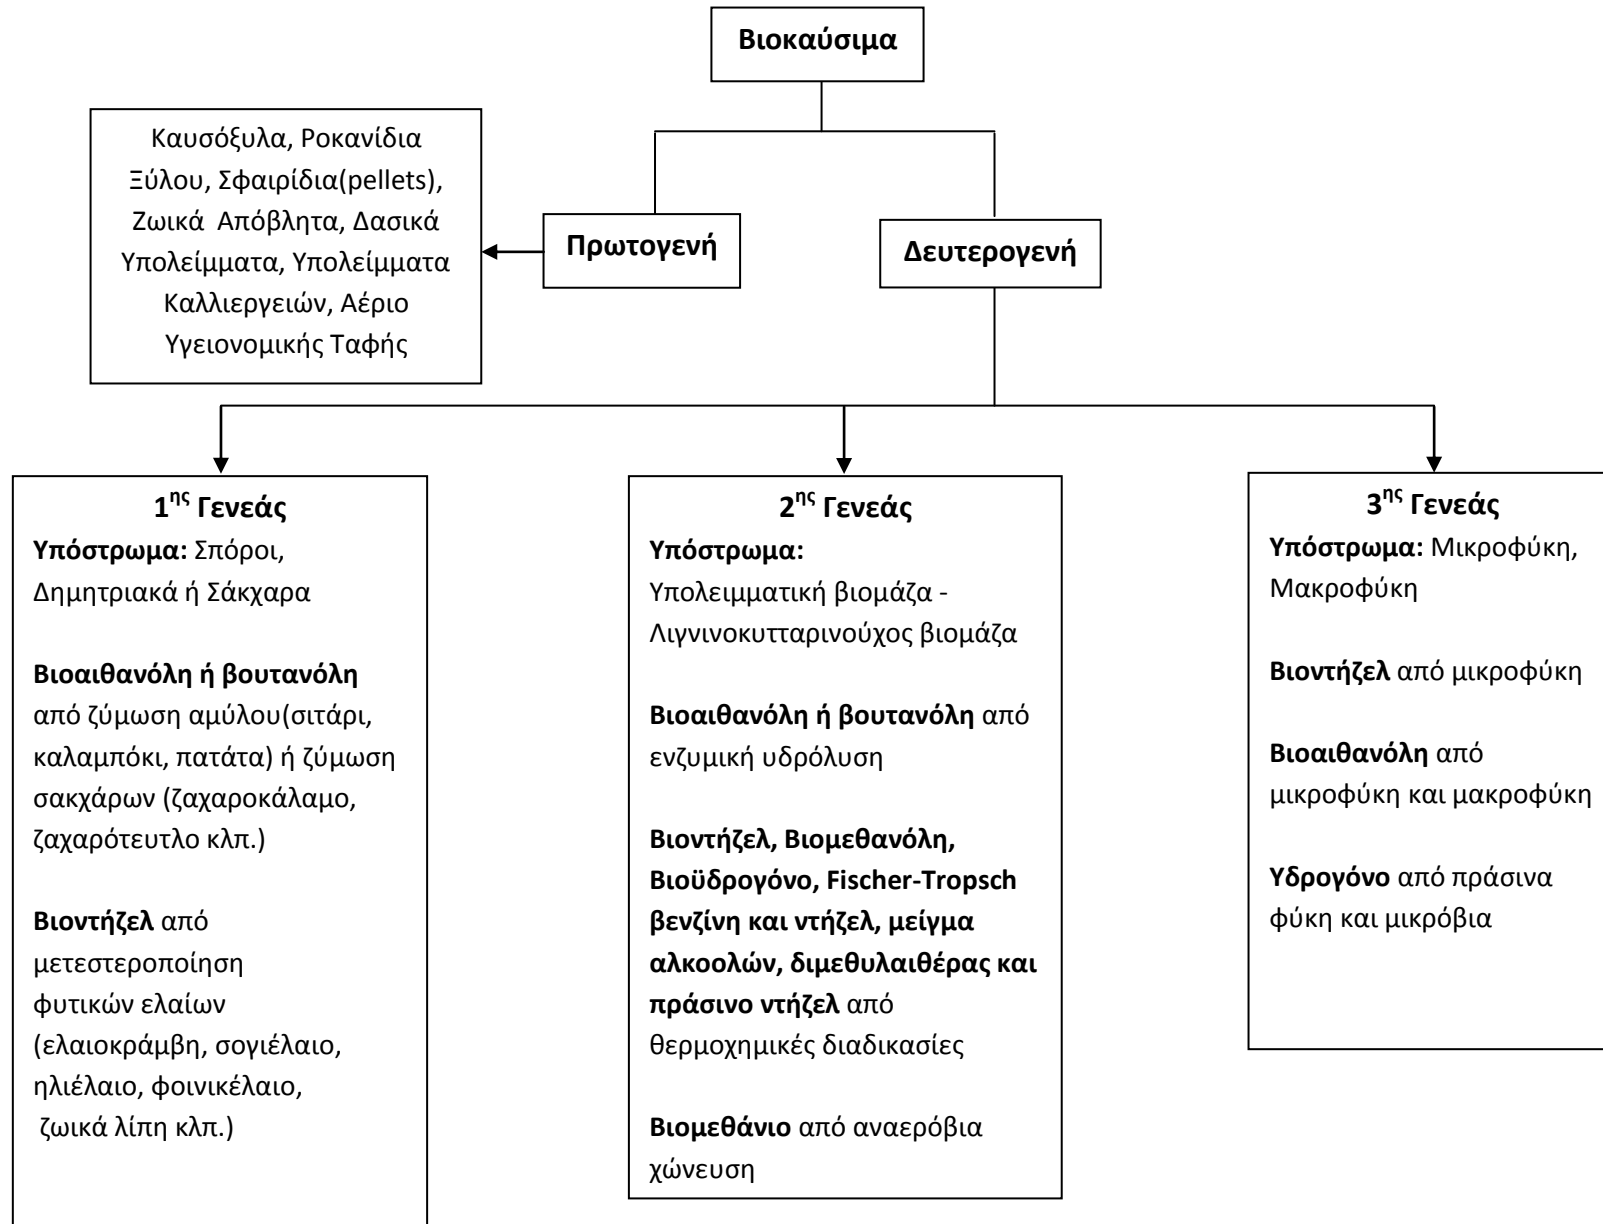 Βιοκαύσιμα
Καυσόξυλα, Ροκανίδια
Ξύλου, Σφαιρίδια(pellets),
Ζωικά Απόβλητα, Δασικά
Υπολείμματα, Υπολείμματα
Καλλιεργειών, Αέριο
Υγειονομικής Ταφής
Πρωτογενή
Δευτερογενή
1ης Γενεάς
Υπόστρωμα: Σπόροι,
Δημητριακά ή Σάκχαρα
Βιοαιθανόλη ή βουτανόλη
από ζύμωση αμύλου(σιτάρι,
καλαμπόκι, πατάτα) ή ζύμωση
σακχάρων (ζαχαροκάλαμο,
ζαχαρότευτλο κλπ.)
Βιοντήζελ από
μετεστεροποίηση
φυτικών ελαίων
(ελαιοκράμβη, σογιέλαιο,
ηλιέλαιο, φοινικέλαιο,
ζωικά λίπη κλπ.)
2ης Γενεάς
Υπόστρωμα:
Υπολειμματική βιομάζα -
Λιγνινοκυτταρινούχος βιομάζα
Βιοαιθανόλη ή βουτανόλη από
ενζυμική υδρόλυση
Βιοντήζελ, Βιομεθανόλη,
Βιοϋδρογόνο, Fischer-Tropsch
βενζίνη και ντήζελ, μείγμα
αλκοολών, διμεθυλαιθέρας και
πράσινο ντήζελ από
θερμοχημικές διαδικασίες
Βιομεθάνιο από αναερόβια
χώνευση
3ης Γενεάς
Υπόστρωμα: Μικροφύκη,
Μακροφύκη
Βιοντήζελ από μικροφύκη
Βιοαιθανόλη από
μικροφύκη και μακροφύκη
Υδρογόνο από πράσινα
φύκη και μικρόβια